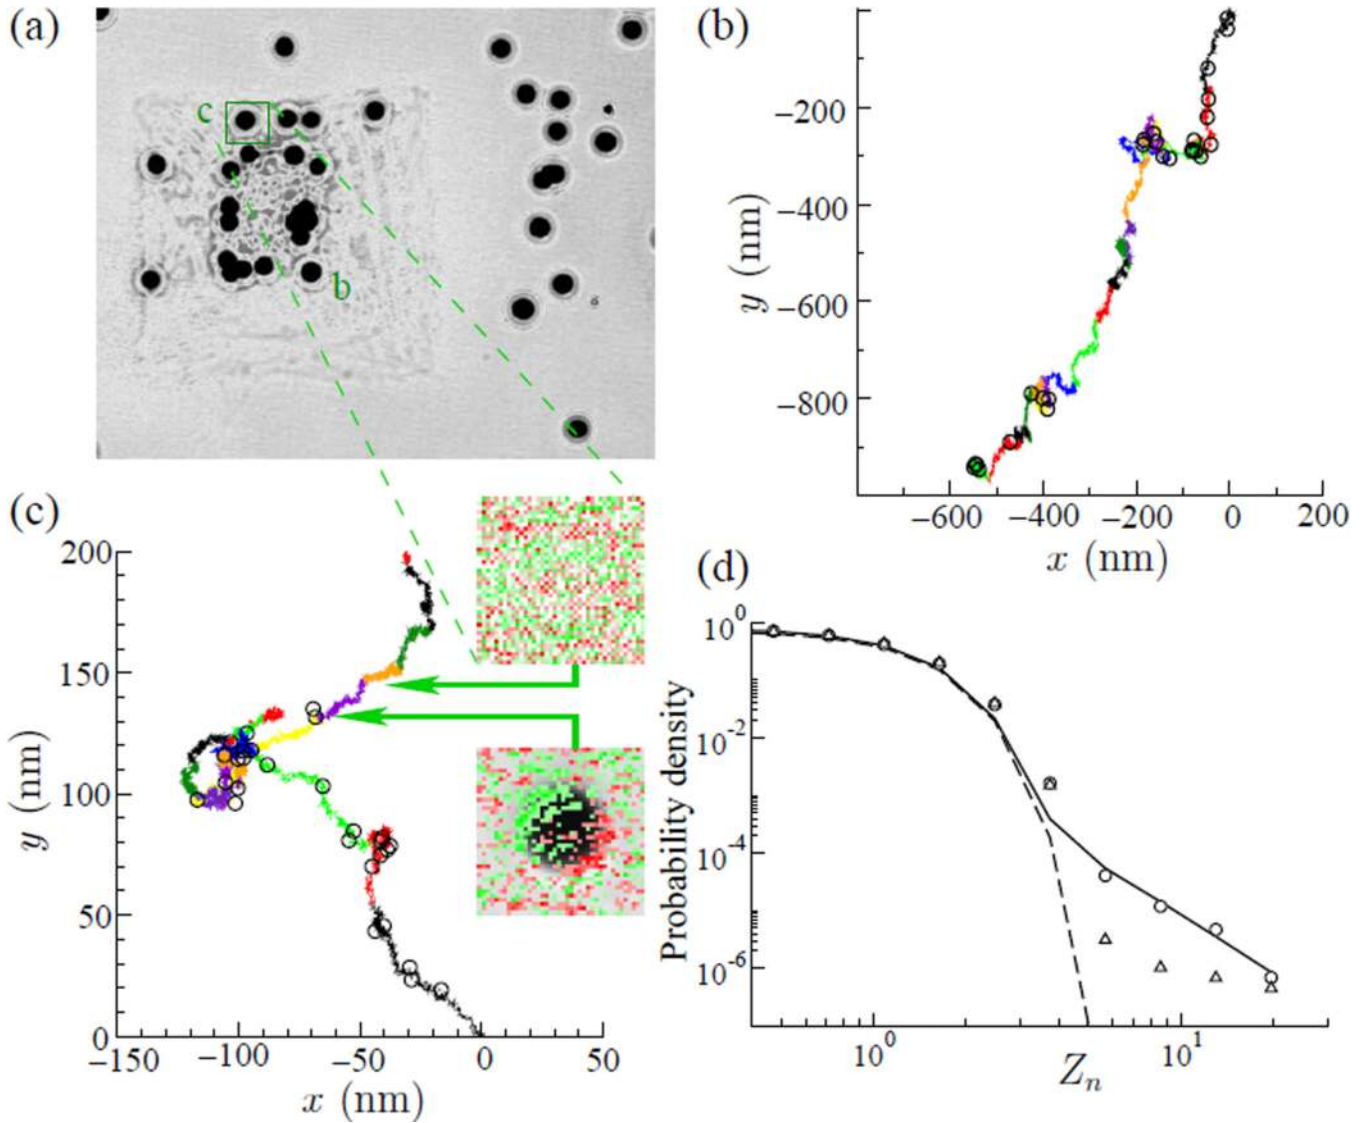 (a)
c
b
(b)
−200
−400
−600
−800
y (nm)
−600 −400 −200 0 200
x (nm)
(c)
200
150
100
50
0
y (nm)
−150 −100 −50 0 50
x (nm)
(d)
10^0
10^-2
10^-4
10^-6
Probability density
10^0 10^1
Z_n